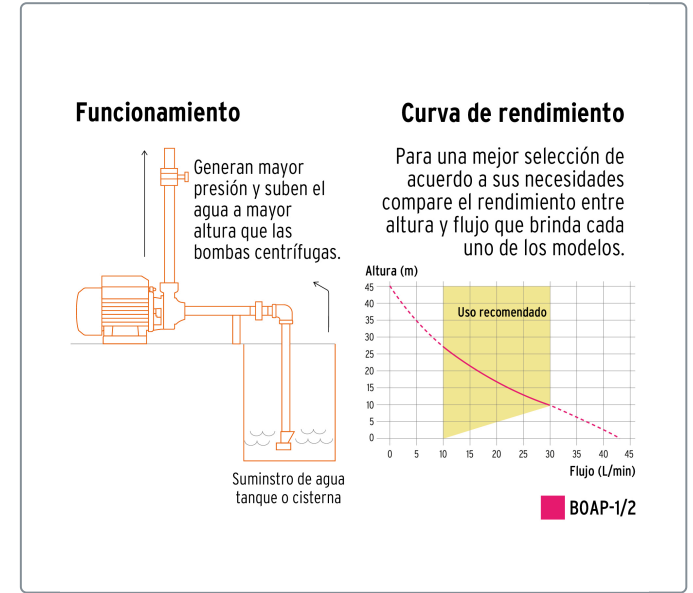 Funcionamiento
Generan mayor
presión y suben el
agua a mayor
altura que las
bombas centrífugas.
Suminstro de agua
tanque o cisterna
Curva de rendimiento
Para una mejor selección de
acuerdo a sus necesidades
compare el rendimiento entre
altura y flujo que brinda cada
uno de los modelos.
Altura (m)
45
40
35
30
25
20
15
10
5
0
Uso recomendado
0 5 10 15 20 25 30 35 40 45
Flujo (L/min)
BOAP-1/2